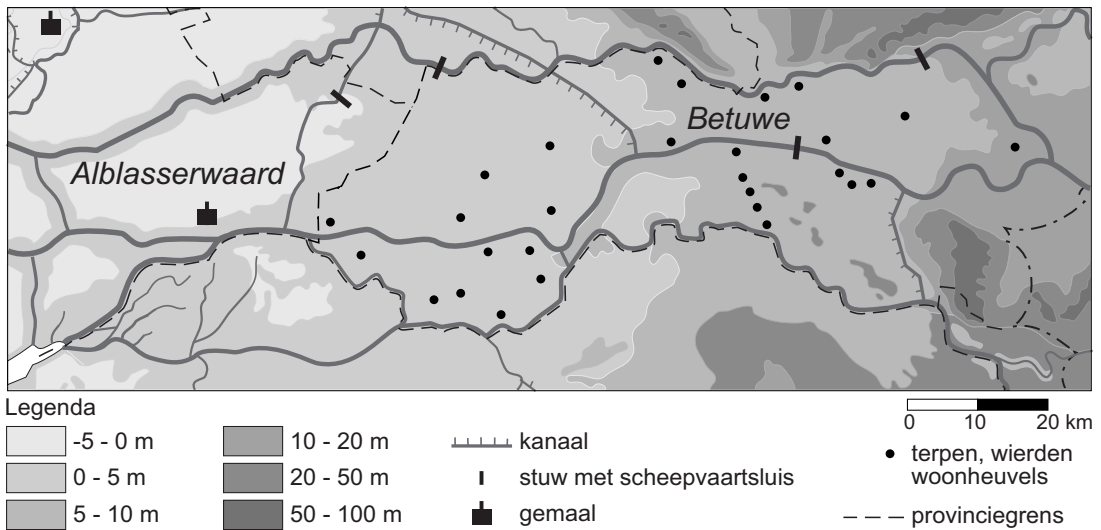 Betuwe
Alblasserwaard
Legenda
-5 - 0 m
0 - 5 m
5 - 10 m
10 - 20 m
20 - 50 m
50 - 100 m
kanaal
stuw met scheepvaartsluis
gemaal
0 10 20 km
terpen, wierden
woonheuvels
provinciegrens